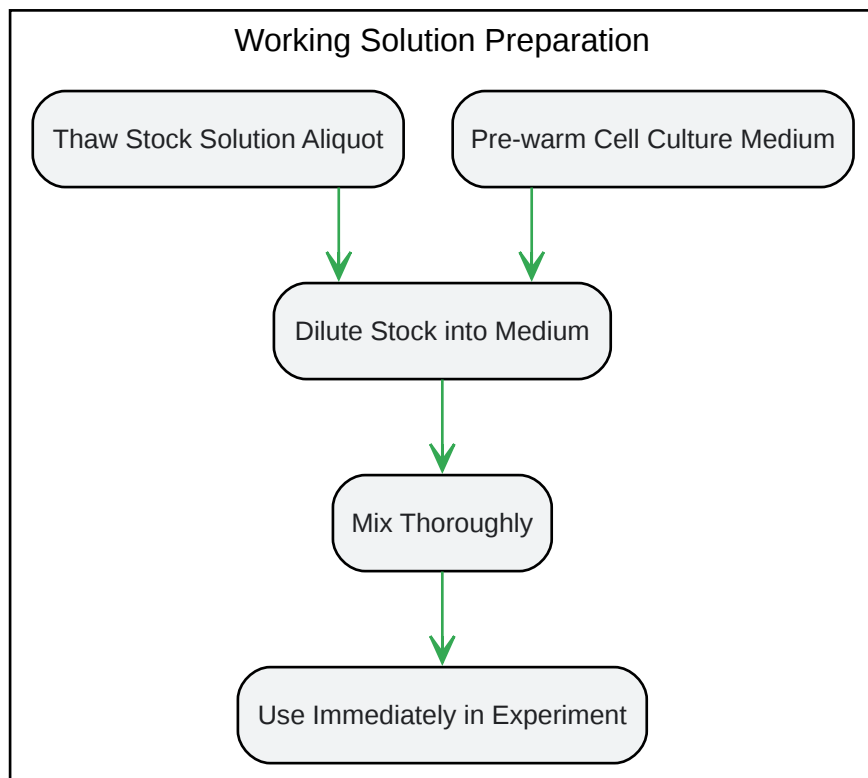 Working Solution Preparation
Thaw Stock Solution Aliquot
Pre-warm Cell Culture Medium
Dilute Stock into Medium
Mix Thoroughly
Use Immediately in Experiment